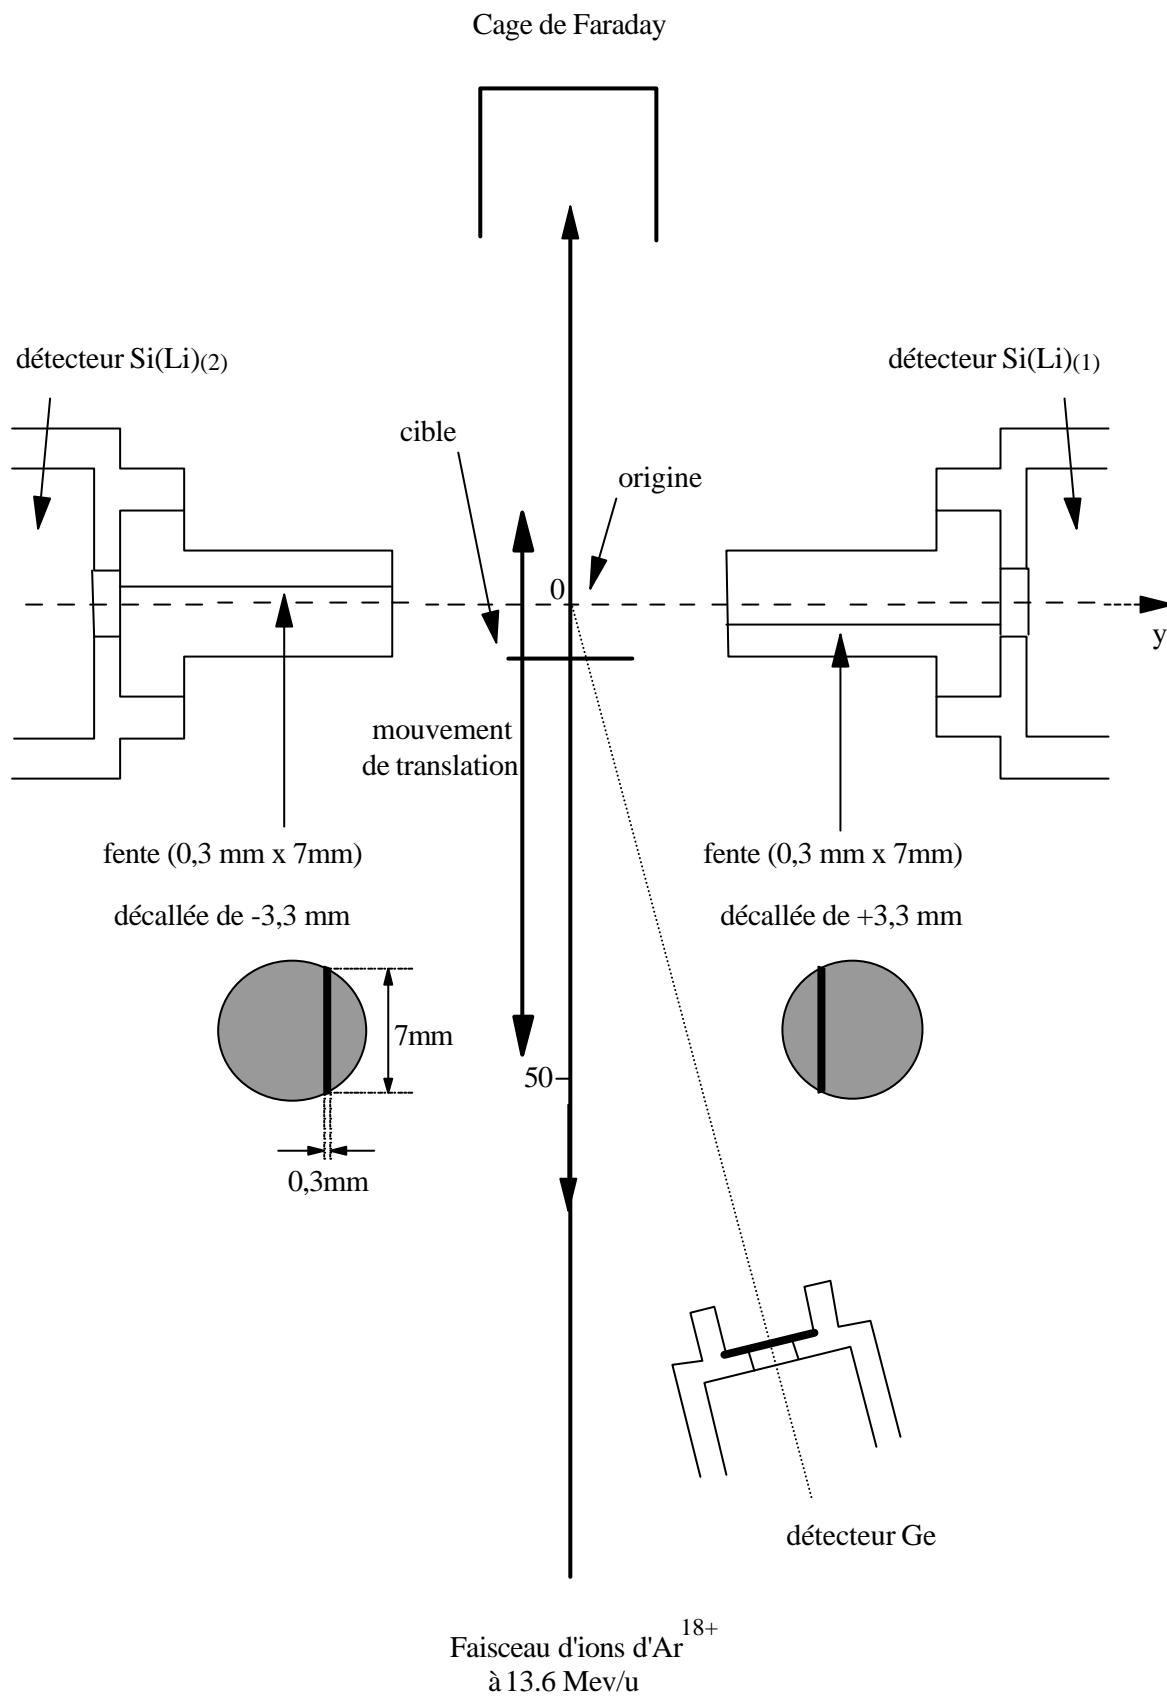 Cage de Faraday
détecteur Si(Li)(2)
détecteur Si(Li)(1)
cible
origine
0
y
mouvement
de translation
fente (0,3 mm x 7mm)
décallée de -3,3 mm
fente (0,3 mm x 7mm)
décallée de +3,3 mm
7mm
50
0,3mm
détecteur Ge
Faisceau d'ions d'Ar 18+
à 13.6 Mev/u